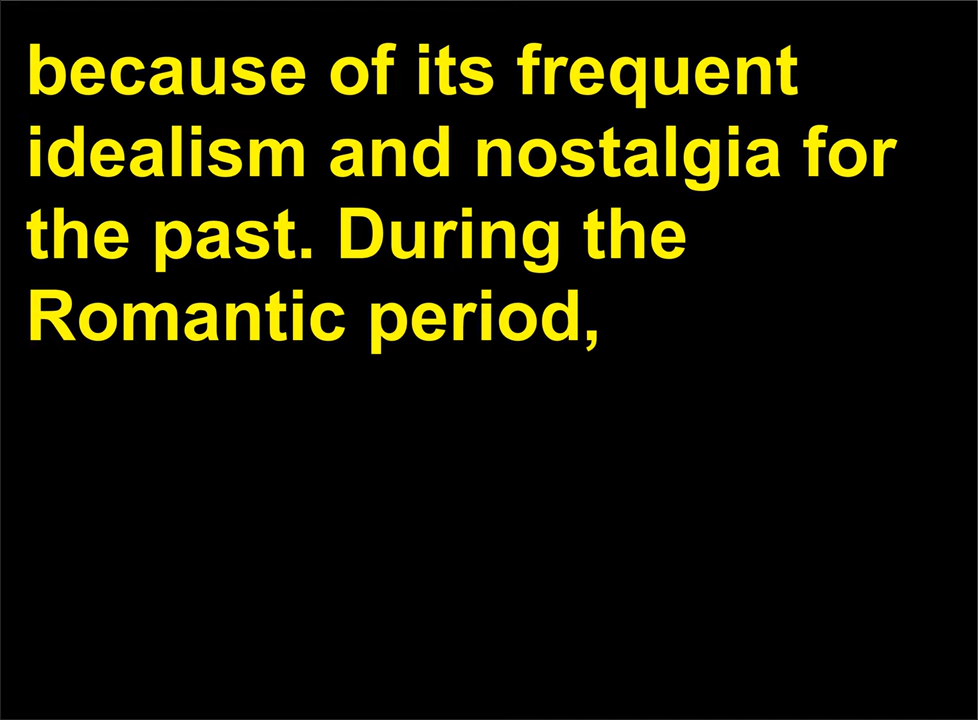 because of its frequent
idealism and nostalgia for
the past. During the
Romantic period,